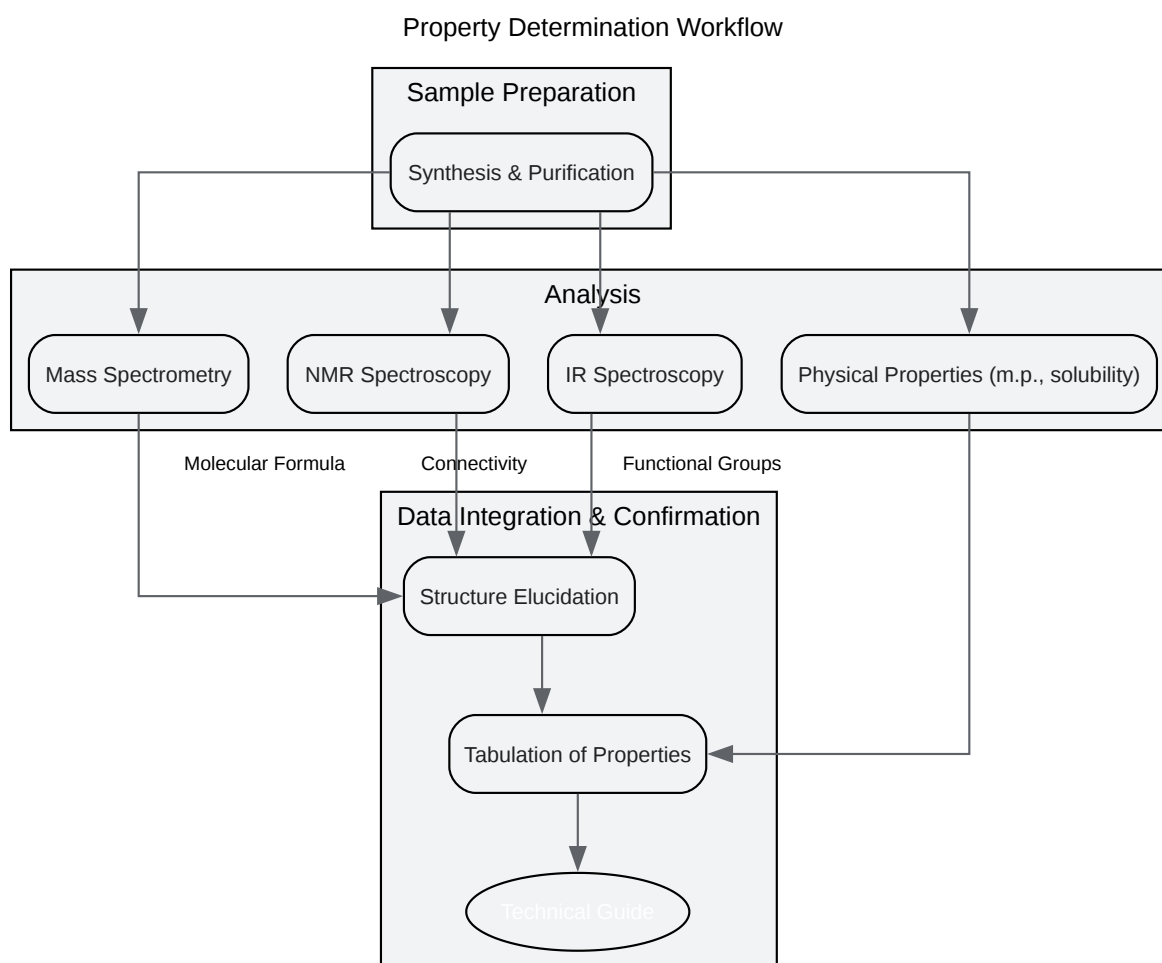 Property Determination Workflow
Sample Preparation
Synthesis & Purification
Analysis
Mass Spectrometry
NMR Spectroscopy
IR Spectroscopy
Physical Properties (m.p., solubility)
Molecular Formula
Connectivity
Functional Groups
Data Integration & Confirmation
Structure Elucidation
Tabulation of Properties
Technical Guide